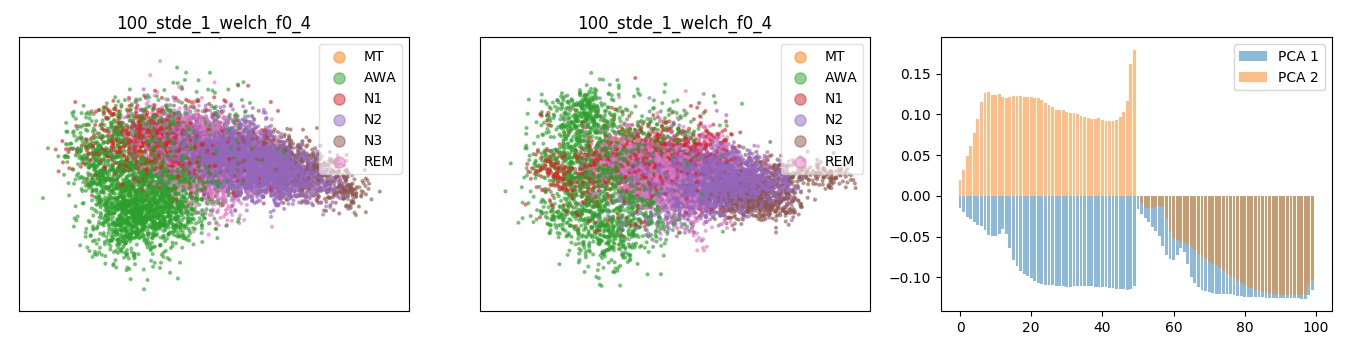 100_stde_1_welch_f0_4
MT
AWA
N1
N2
N3
REM
100_stde_1_welch_f0_4
MT
AWA
N1
N2
N3
REM
PCA 1
PCA 2
0.15
0.10
0.05
0.00
−0.05
−0.10
0 20 40 60 80 100